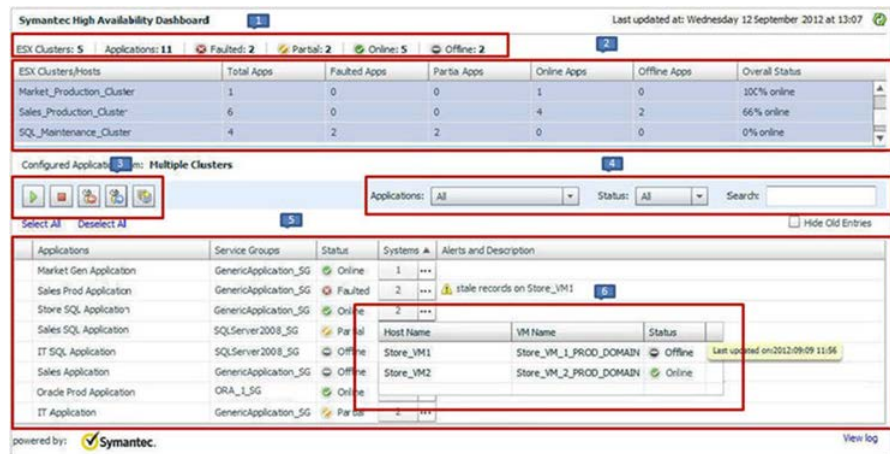 Symantec High Availability Dashboard 1 Last updated at: Wednesday 12 September 2012 at 13:07
ESX Clusters: 5 Applications: 11 Faulted: 2 Partial: 2 Online: 5 Offline: 2 2
ESX Clusters/Hosts Total Apps Faulted Apps Partia Apps Online Apps Offline Apps Overall Status
Market_Production_Cluster 1 0 0 1 0 100% online
Sales_Production_Cluster 6 0 0 4 2 66% online
SQL_Maintenance_Cluster 4 2 2 0 0 0% online
Configured Applicati 3 m: Multiple Clusters 4
Applications: All Status: All Search:
Select All Deselect All 5 Hide Old Entries
Applications Service Groups Status Systems Alerts and Description
Market Gen Application GenericApplication_SG Online 1 ...
Sales Prod Application GenericApplication_SG Faulted 2 ... stale records on Store_VM1 6
Store SQL Application GenericApplication_SG Online 2 ...
Sales SQL Application SQLServer2008_SG Partial Host Name VM Name Status
IT SQL Application SQLServer2008_SG Offline Store_VM1 Store_VM_1_PROD_DOMAIN Offline Last updated on:2012:09:09 11:56
Sales Application GenericApplication_SG Offline Store_VM2 Store_VM_2_PROD_DOMAIN Online
Oracle Prod Application ORA_1_SG Online
IT Application GenericApplication_SG Partial 2 ...
powered by: Symantec. View log